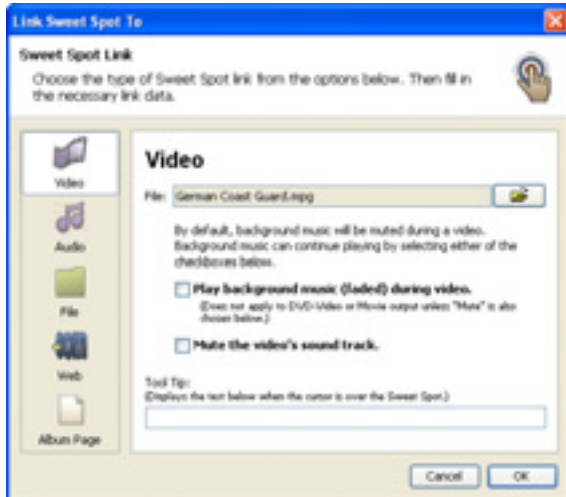 Link Sweet Spot To
Sweet Spot Link
Choose the type of Sweet Spot link from the options below. Then fill in
the necessary link data.
Video
Audio
File
Web
Album Page
Video
File: German Coast Guard.mpg
By default, background music will be muted during a video.
Background music can continue playing by selecting either of the
checkboxes below.
Play background music (faded) during video.
(Does not apply to DVD-Video or Movie output unless "Mute" is also
chosen below.)
Mute the video's sound track.
Tool Tip:
(Displays the text below when the cursor is over the Sweet Spot.)
Cancel
OK